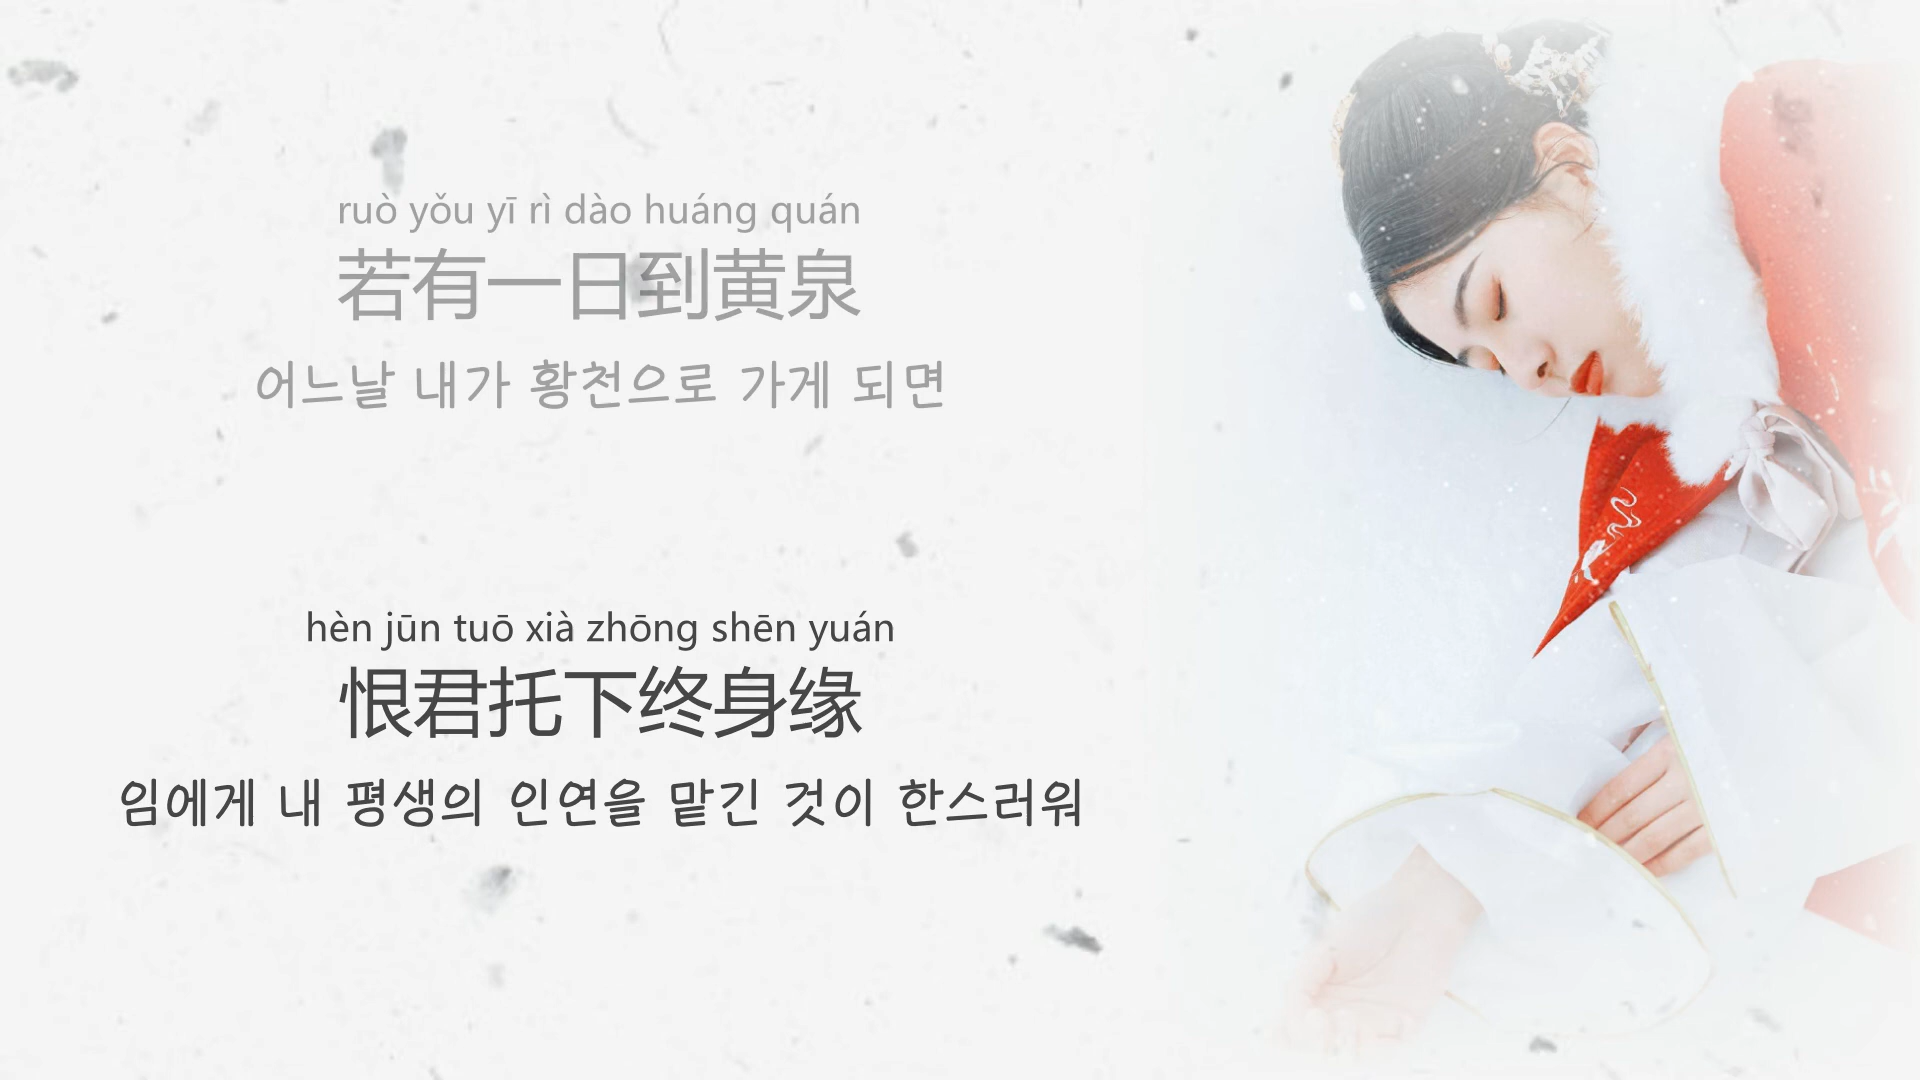 ruò yǒu yī rì dào huáng quán
若有一日到黄泉
어느날 내가 황천으로 가게 되면
hèn jūn tuō xià zhōng shēn yuán
恨君托下终身缘
임에게 내 평생의 인연을 맡긴 것이 한스러워